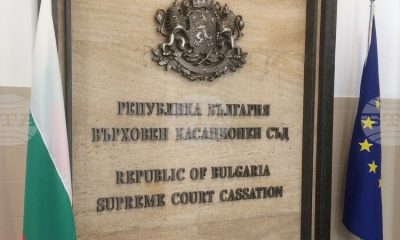 РЕПУБЛИКА БЪЛГАРИЯ
ВЪРХОВЕН КАСАЦИОНЕН СЪД
REPUBLIC OF BULGARIA
SUPREME COURT CASSATION